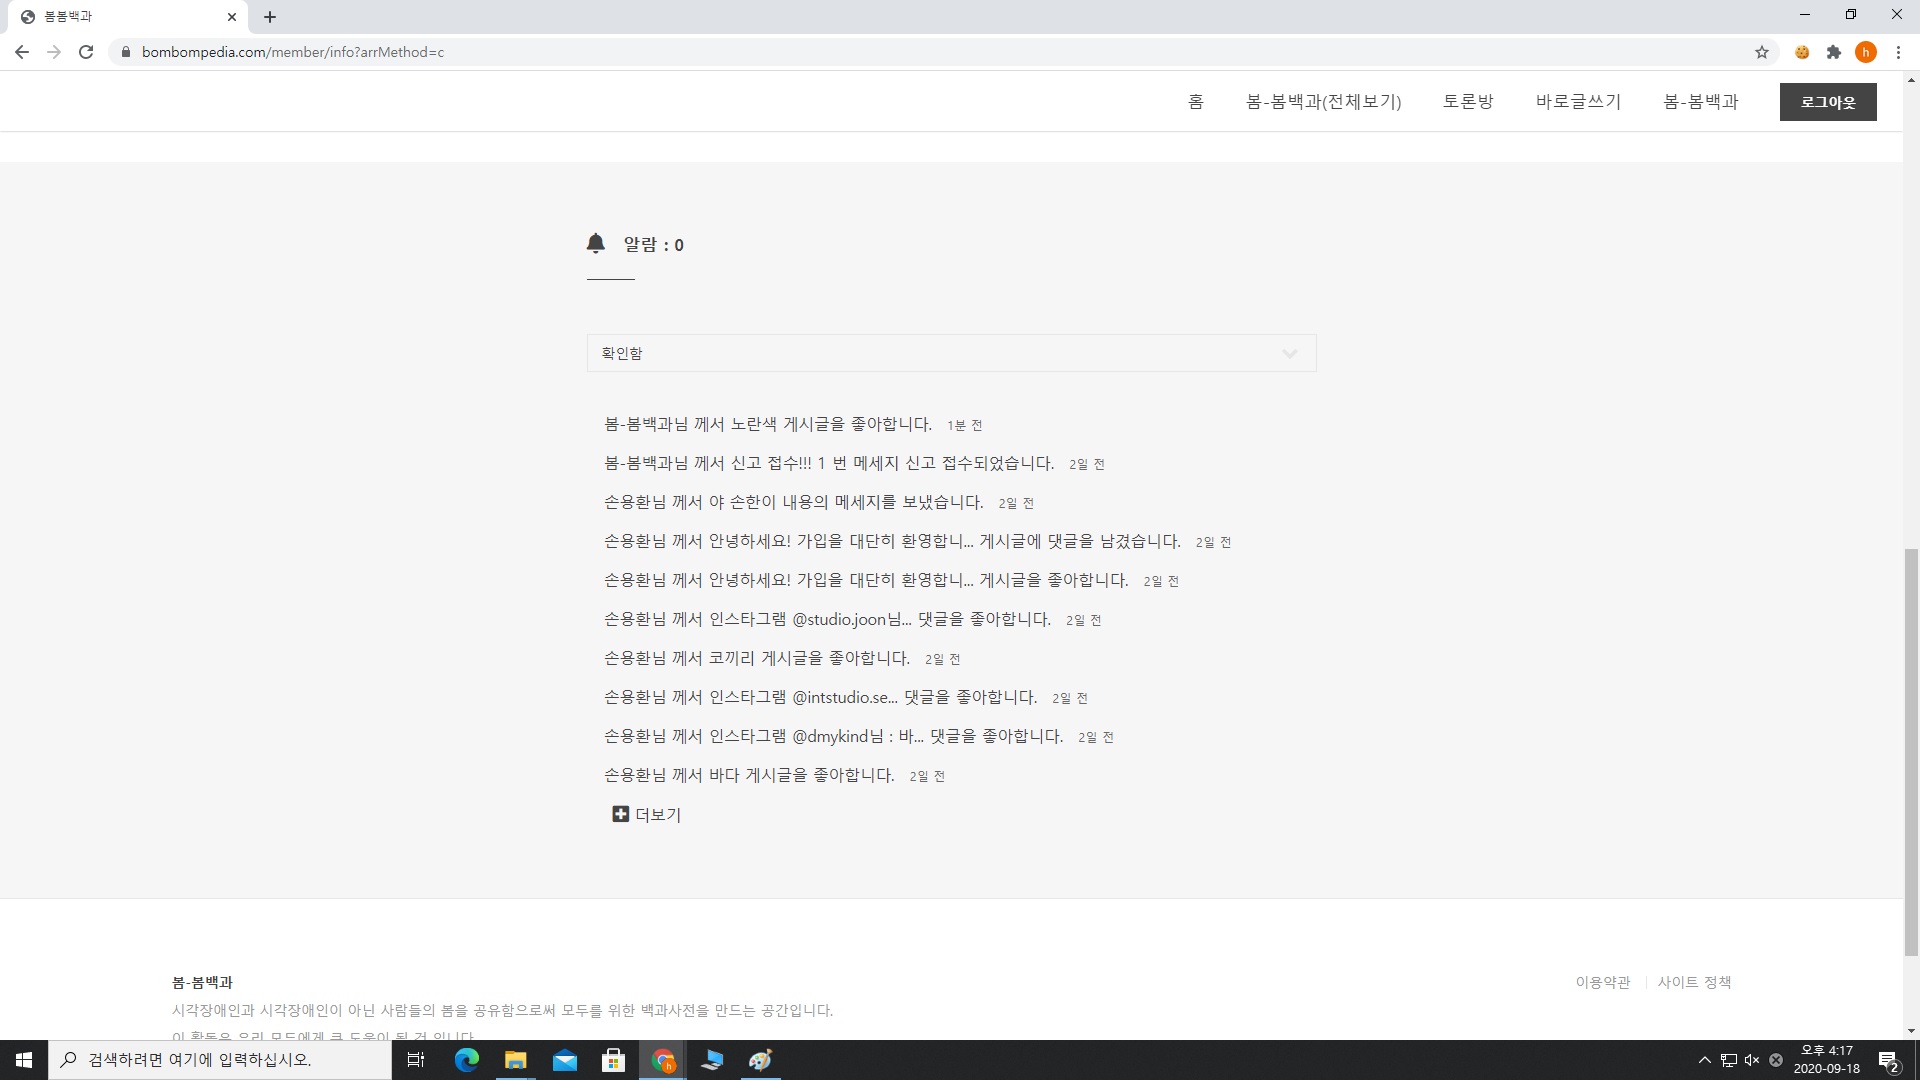 봄봄백과
bombompedia.com/member/info?arrMethod=c
h
홈 봄-봄백과(전체보기) 토론방 바로글쓰기 봄-봄백과 로그아웃
알람 : 0
확인함
봄-봄백과님 께서 노란색 게시글을 좋아합니다. 1분 전
봄-봄백과님 께서 신고 접수!!! 1 번 메세지 신고 접수되었습니다. 2일 전
손용환님 께서 야 손한이 내용의 메세지를 보냈습니다. 2일 전
손용환님 께서 안녕하세요! 가입을 대단히 환영합니... 게시글에 댓글을 남겼습니다. 2일 전
손용환님 께서 안녕하세요! 가입을 대단히 환영합니... 게시글을 좋아합니다. 2일 전
손용환님 께서 인스타그램 @studio.joon님... 댓글을 좋아합니다. 2일 전
손용환님 께서 코끼리 게시글을 좋아합니다. 2일 전
손용환님 께서 인스타그램 @intstudio.se... 댓글을 좋아합니다. 2일 전
손용환님 께서 인스타그램 @dmykind님 : 바... 댓글을 좋아합니다. 2일 전
손용환님 께서 바다 게시글을 좋아합니다. 2일 전
더보기
봄-봄백과
이용약관 사이트 정책
시각장애인과 시각장애인이 아닌 사람들의 봄을 공유함으로써 모두를 위한 백과사전을 만드는 공간입니다.
이 활동은 우리 모두에게 큰 도움이 될 것 입니다.
검색하려면 여기에 입력하십시오.
h
오후 4:17
2020-09-18
2